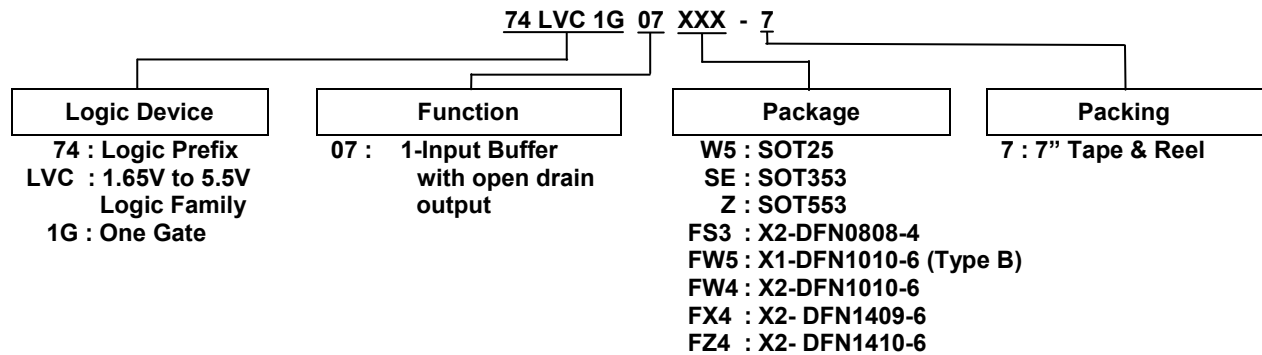 74 LVC 1G 07 XXX - 7
Logic Device
74 : Logic Prefix
LVC : 1.65V to 5.5V
Logic Family
1G : One Gate
Function
07 : 1-Input Buffer
with open drain
output
Package
W5 : SOT25
SE : SOT353
Z : SOT553
FS3 : X2-DFN0808-4
FW5 : X1-DFN1010-6 (Type B)
FW4 : X2-DFN1010-6
FX4 : X2- DFN1409-6
FZ4 : X2- DFN1410-6
Packing
7 : 7” Tape & Reel